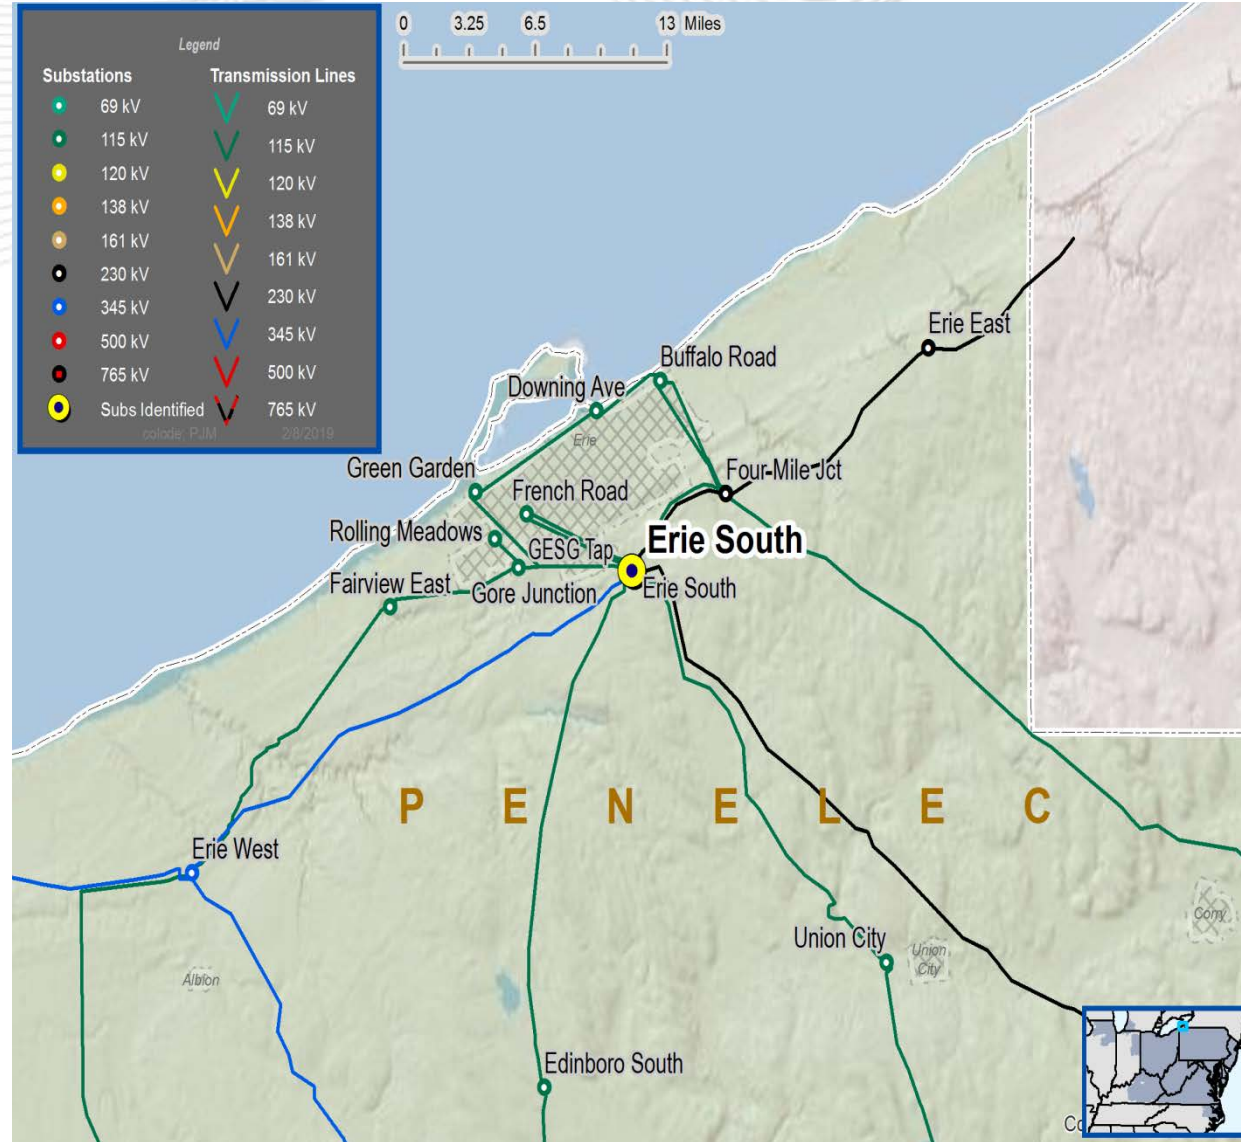 0 3.25 6.5 13 Miles
Legend
Substations
Transmission Lines
69 kV
115 kV
120 kV
138 kV
161 kV
230 kV
345 kV
500 kV
765 kV
Subs Identified
69 kV
115 kV
120 kV
138 kV
161 kV
230 kV
345 kV
500 kV
765 kV
colode, PJM 2/8/2019
Erie East
Buffalo Road
Downing Ave
Erie
Green Garden
Four-Mile Jct
French Road
Rolling Meadows
Erie South
GESG Tap
Fairview East
Gore Junction
Erie South
PENELEC
Erie West
Corry
Union City
Union
City
Albion
Edinboro South